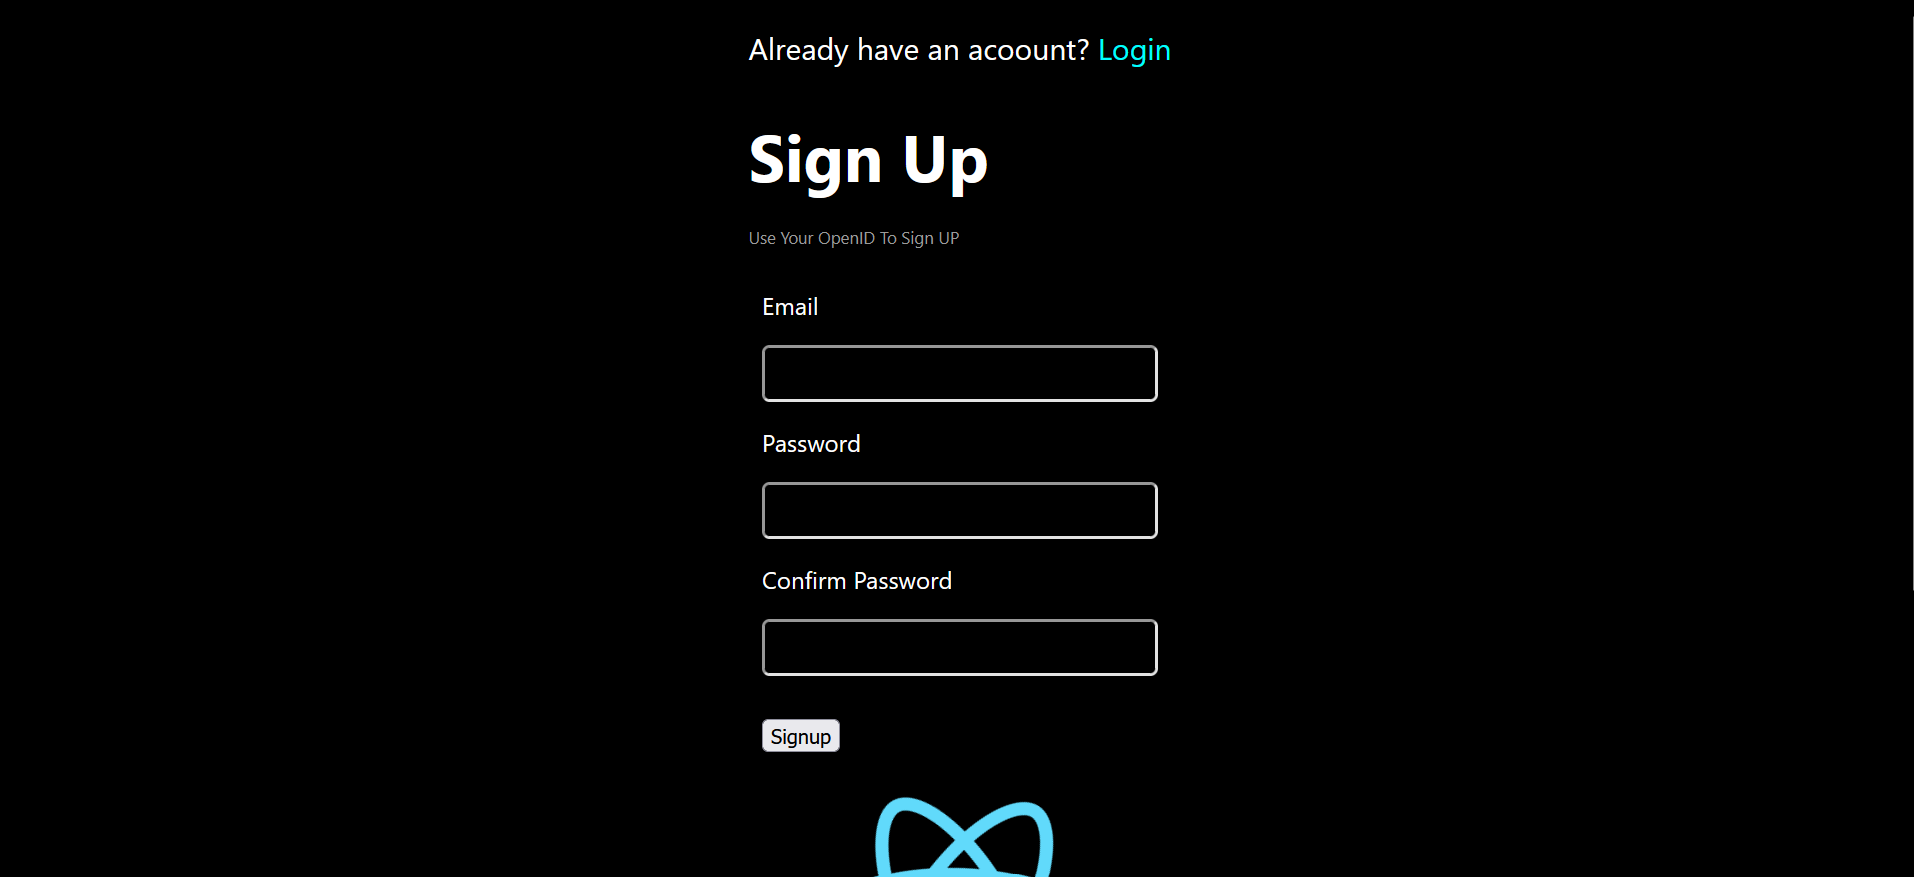 Already have an acoount? Login
Sign Up
Use Your OpenID To Sign UP
Email
Password
Confirm Password
Signup